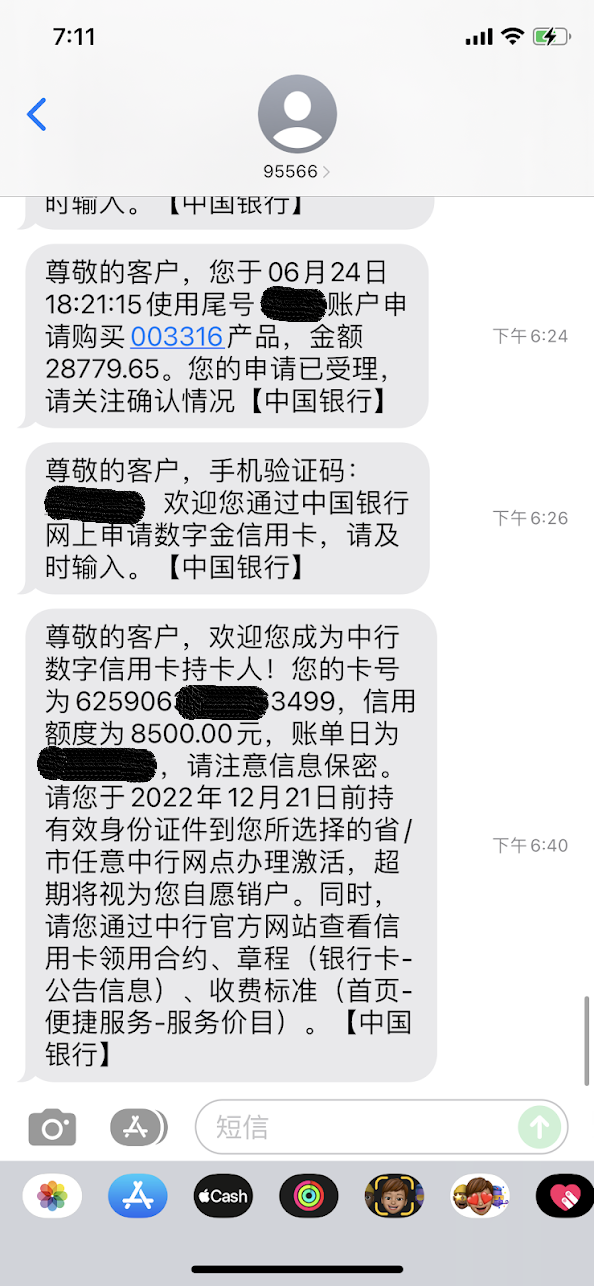 7:11
95566
时输入。【中国银行】
尊敬的客户，您于06月24日
18:21:15使用尾号 账户申
请购买003316产品，金额
28779.65。您的申请已受理，
请关注确认情况【中国银行】
下午6:24
尊敬的客户，手机验证码：
欢迎您通过中国银行
网上申请数字金信用卡，请及
时输入。【中国银行】
下午6:26
尊敬的客户，欢迎您成为中行
数字信用卡持卡人！您的卡号
为625906 3499，信用
额度为8500.00元，账单日为
，请注意信息保密。
请您于2022年12月21日前持
有效身份证件到您所选择的省/
市任意中行网点办理激活，超
期将视为您自愿销户。同时，
请您通过中行官方网站查看信
用卡领用合约、章程（银行卡-
公告信息）、收费标准（首页-
便捷服务-服务价目）。【中国
银行】
下午6:40
短信
Cash